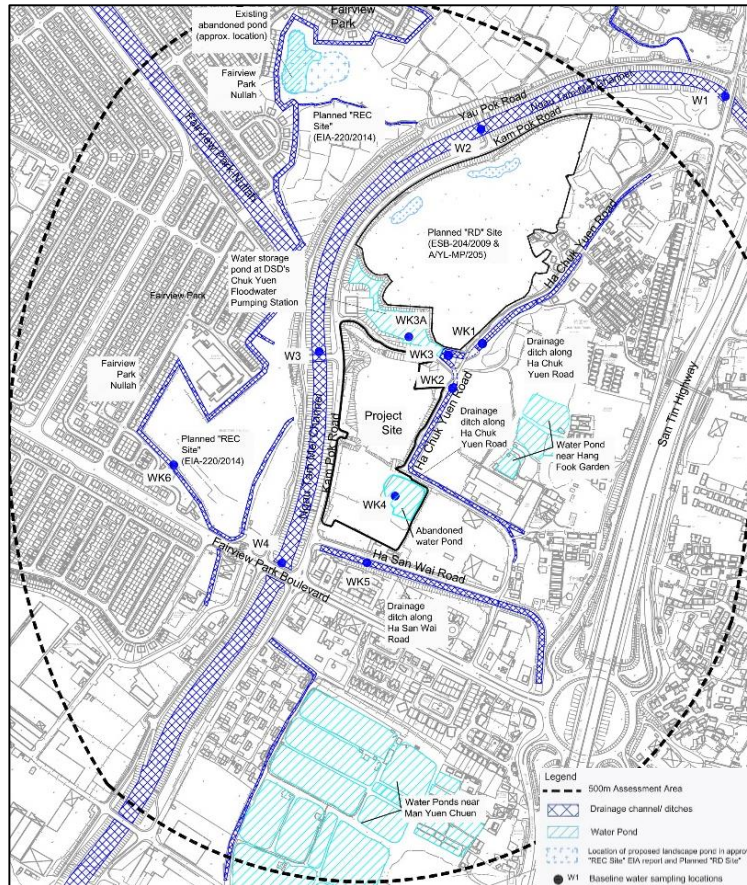 Existing
abandoned pond
(approx. location)
Fairview
Park
Fairview
Park
Nullah
Planned "REC
Site"
(EIA-220/2014)
Fairview Park Nullah
Yau Pok Road
Ngau Tam Mei Channel
Kam Pok Road
W1
W2
Planned "RD" Site
(ESB-204/2009 &
A/YL-MP/205)
Ha Chuk Yuen Road
Water storage
pond at DSD's
Chuk Yuen
Floodwater
Pumping Station
Fairview Park
WK3A
WK1
WK3
WK2
W3
Drainage
ditch along
Ha Chuk
Yuen Road
Fairview
Park
Nullah
Project
Site
Drainage
ditch along
Ha Chuk
Yuen Road
Ha Chuk Yuen Road
San Tin Highway
Ngau Tam Mei Channel
Kam Pok Road
Water Pond
near Hang
Fook Garden
Planned "REC
Site"
(EIA-220/2014)
WK6
WK4
Abandoned
water Pond
W4
Fairview Park Boulevard
WK5
Ha San Wai Road
Drainage
ditch along
Ha San Wai
Road
Water Ponds near
Man Yuen Chuen
Legend
500m Assessment Area
Drainage channel/ ditches
Water Pond
Location of proposed landscape pond in approv
"REC Site" EIA report and Planned "RD Site"
W1 Baseline water sampling locations